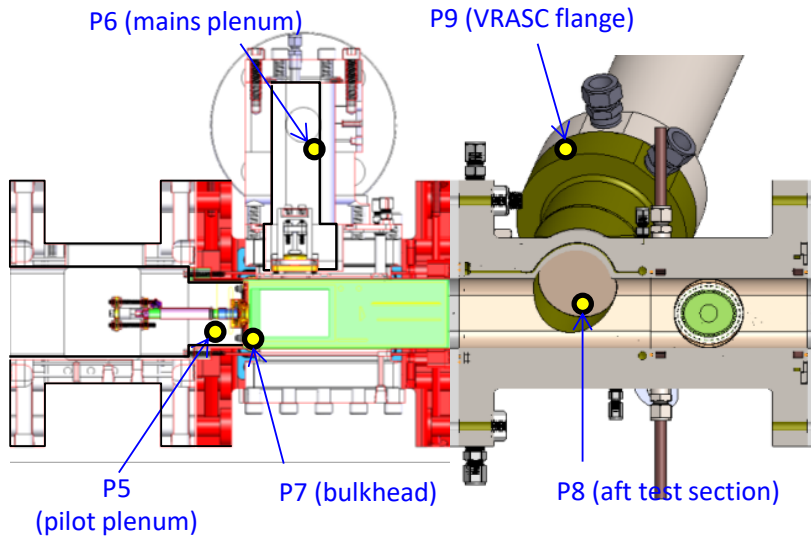 P6 (mains plenum)
P9 (VRASC flange)
P5
(pilot plenum)
P7 (bulkhead)
P8 (aft test section)